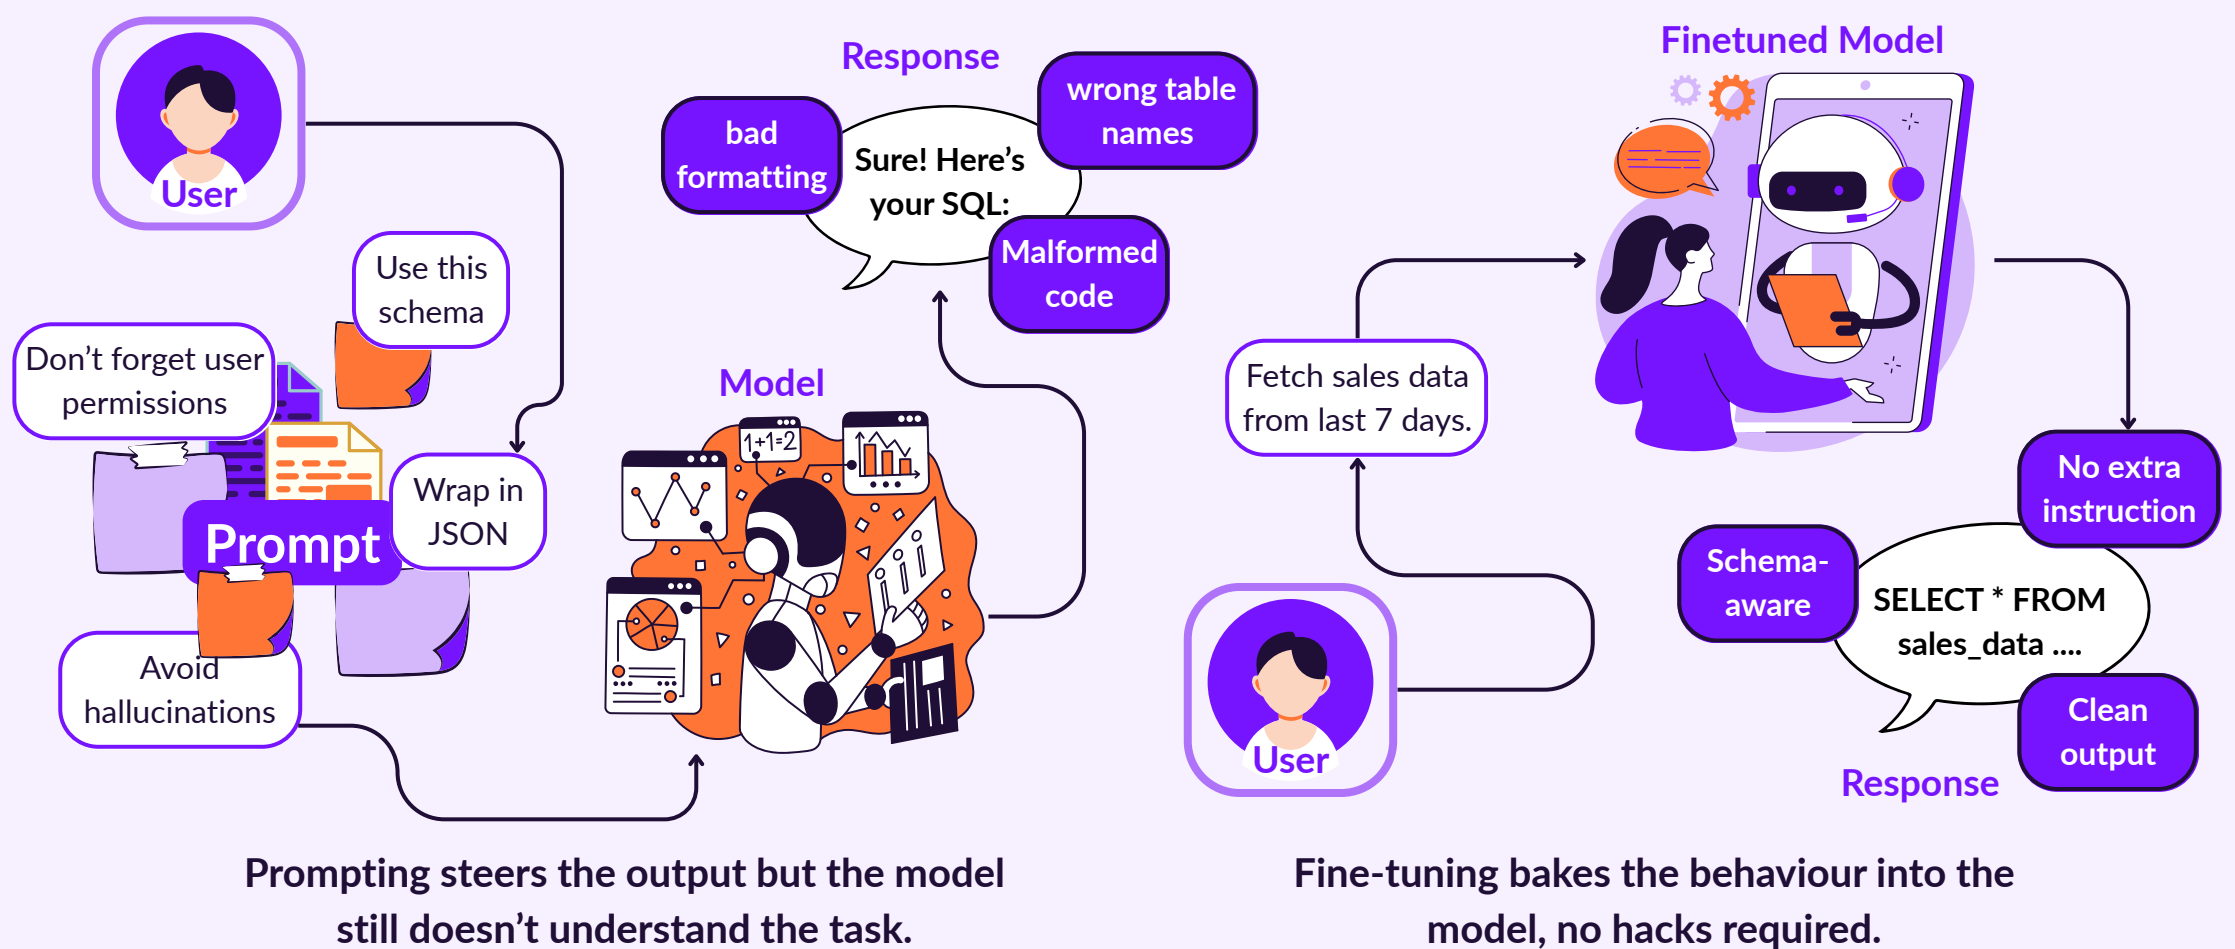 User
Use this
schema
Don't forget user
permissions
Prompt
Wrap in
JSON
Avoid
hallucinations
Model
1+1=2
Response
bad
formatting
Sure! Here's
your SQL:
wrong table
names
Malformed
code
Prompting steers the output but the model
still doesn't understand the task.
User
Fetch sales data
from last 7 days.
Finetuned Model
No extra
instruction
Schema-
aware
SELECT * FROM
sales_data ....
Clean
output
Response
Fine-tuning bakes the behaviour into the
model, no hacks required.